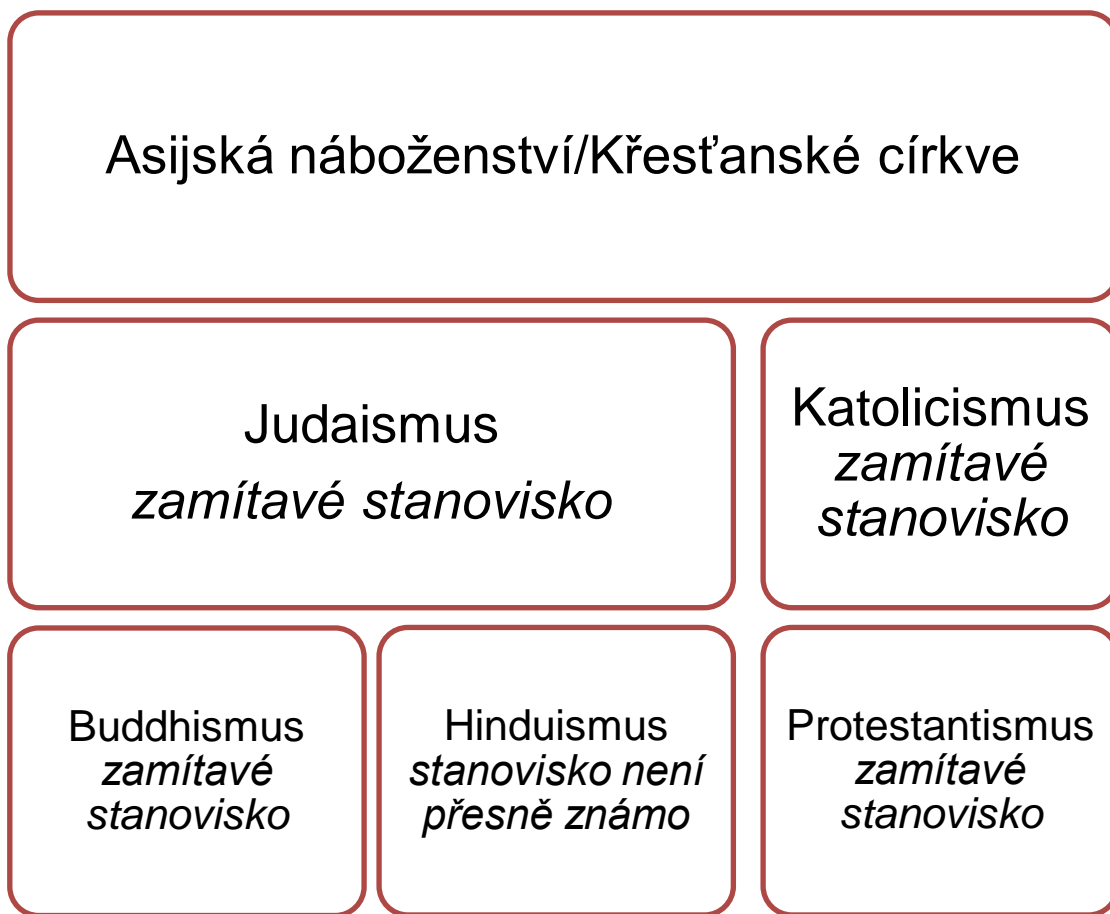 Asijská náboženství/Křesťanské církve
Judaismus
zamítavé stanovisko
Katolicismus
zamítavé
stanovisko
Buddhismus
zamítavé
stanovisko
Hinduismus
stanovisko není
přesně známo
Protestantismus
zamítavé
stanovisko